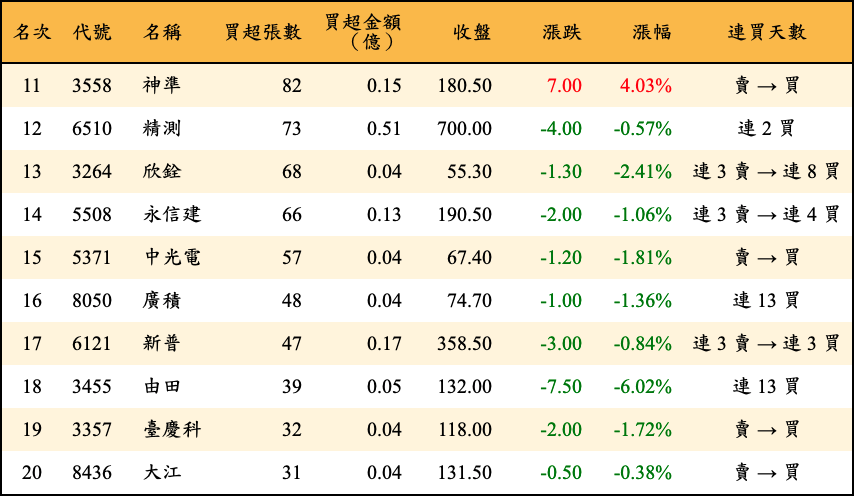 名次 代號 名稱 買超張數 買超金額（億） 收盤 漲跌 漲幅 連買天數
11 3558 神準 82 0.15 180.50 7.00 4.03% 賣 → 買
12 6510 精測 73 0.51 700.00 -4.00 -0.57% 連 2 買
13 3264 欣銓 68 0.04 55.30 -1.30 -2.41% 連 3 賣 → 連 8 買
14 5508 永信建 66 0.13 190.50 -2.00 -1.06% 連 3 賣 → 連 4 買
15 5371 中光電 57 0.04 67.40 -1.20 -1.81% 賣 → 買
16 8050 廣積 48 0.04 74.70 -1.00 -1.36% 連 13 買
17 6121 新普 47 0.17 358.50 -3.00 -0.84% 連 3 賣 → 連 3 買
18 3455 由田 39 0.05 132.00 -7.50 -6.02% 連 13 買
19 3357 臺慶科 32 0.04 118.00 -2.00 -1.72% 賣 → 買
20 8436 大江 31 0.04 131.50 -0.50 -0.38% 賣 → 買